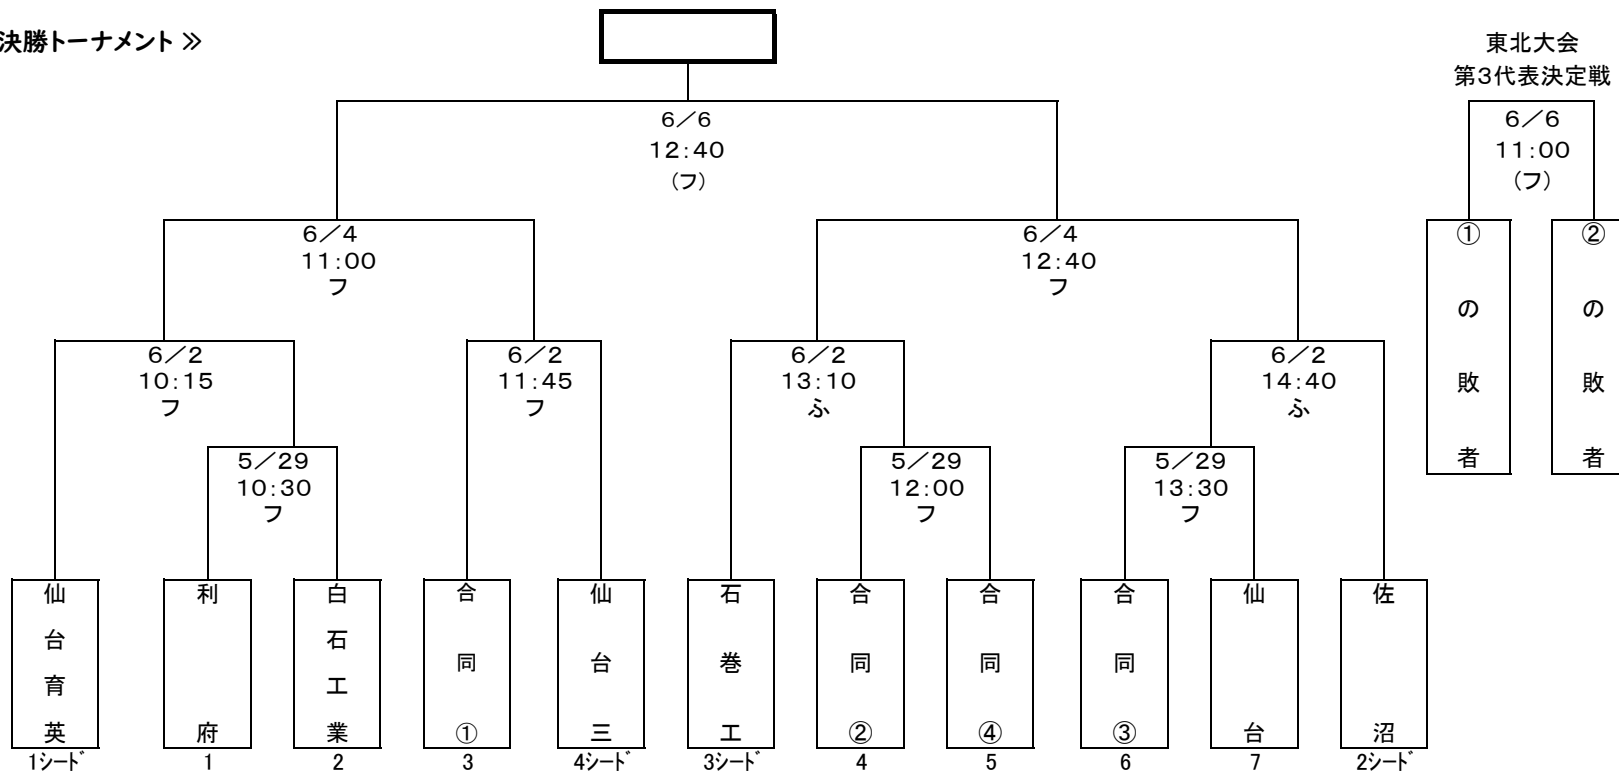 決勝トーナメント ≫
東北大会
第3代表決定戦
6／6
12：40
（フ）
6／6
11：00
（フ）
6／4
11：00
フ
6／4
12：40
フ
①の敗者
②の敗者
6／2
10：15
フ
6／2
11：45
フ
6／2
13：10
ふ
6／2
14：40
ふ
5／29
10：30
フ
5／29
12：00
フ
5／29
13：30
フ
仙台育英
利府
白石工業
合同①
仙台三
石巻工
合同②
合同④
合同③
仙台
佐沼
1シード
1
2
3
4シード
3シード
4
5
6
7
2シード